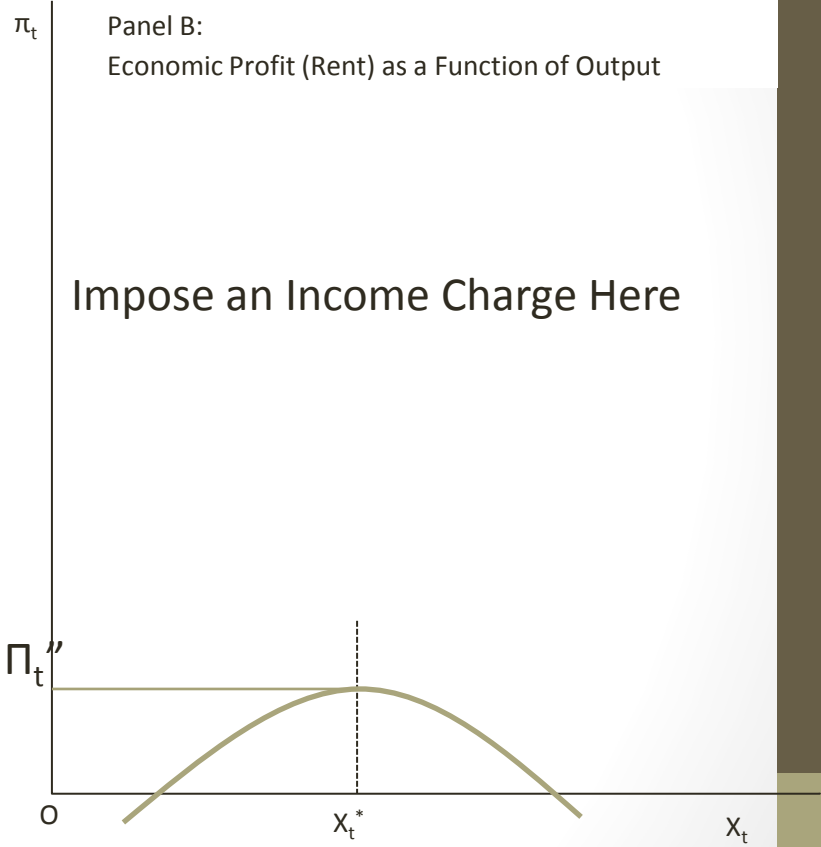 πt
Panel B:
Economic Profit (Rent) as a Function of Output
Impose an Income Charge Here
Πt”
O
Xt*
Xt